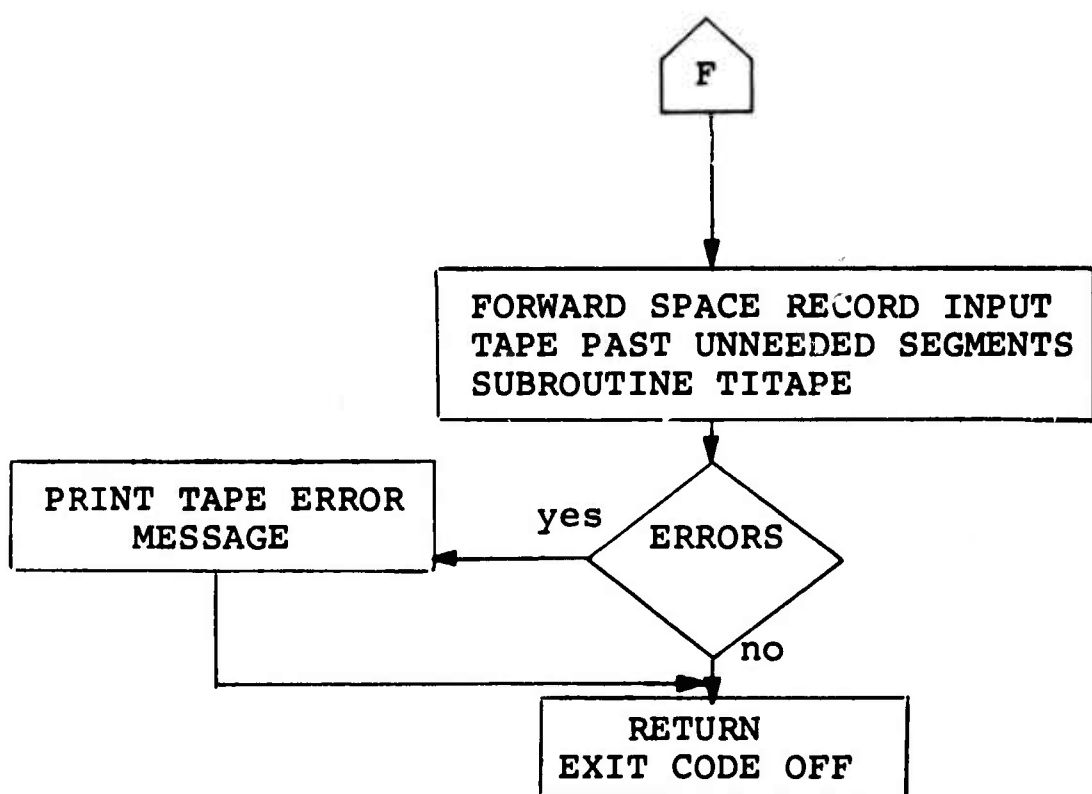 F
FORWARD SPACE RECORD INPUT
TAPE PAST UNNEEDED SEGMENTS
SUBROUTINE TITAPE
PRINT TAPE ERROR
MESSAGE
yes
ERRORS
no
RETURN
EXIT CODE OFF